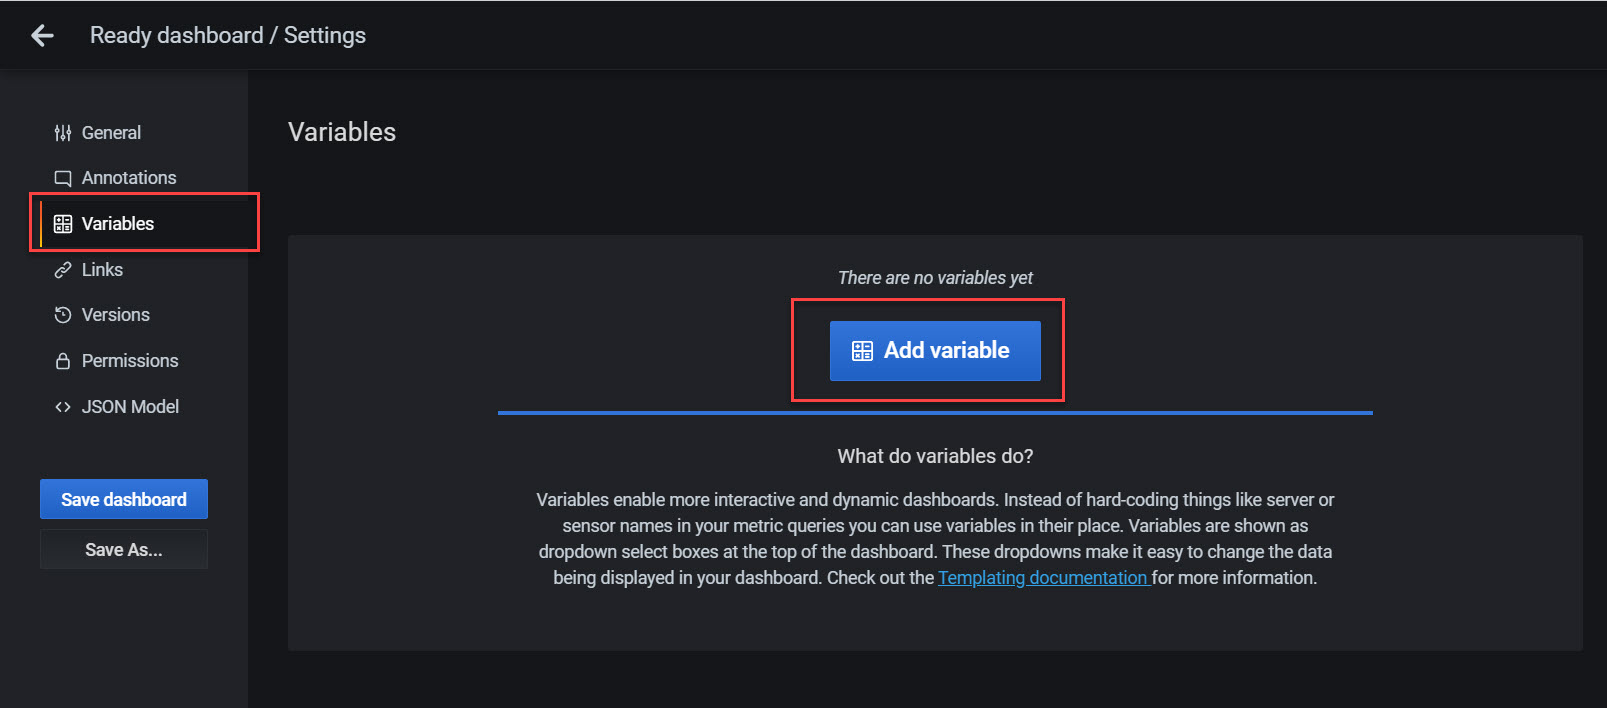 Ready dashboard / Settings
General
Annotations
Variables
Links
Versions
Permissions
JSON Model
Save dashboard
Save As...
Variables
There are no variables yet
Add variable
What do variables do?
Variables enable more interactive and dynamic dashboards. Instead of hard-coding things like server or
sensor names in your metric queries you can use variables in their place. Variables are shown as
dropdown select boxes at the top of the dashboard. These dropdowns make it easy to change the data
being displayed in your dashboard. Check out the Templating documentation for more information.